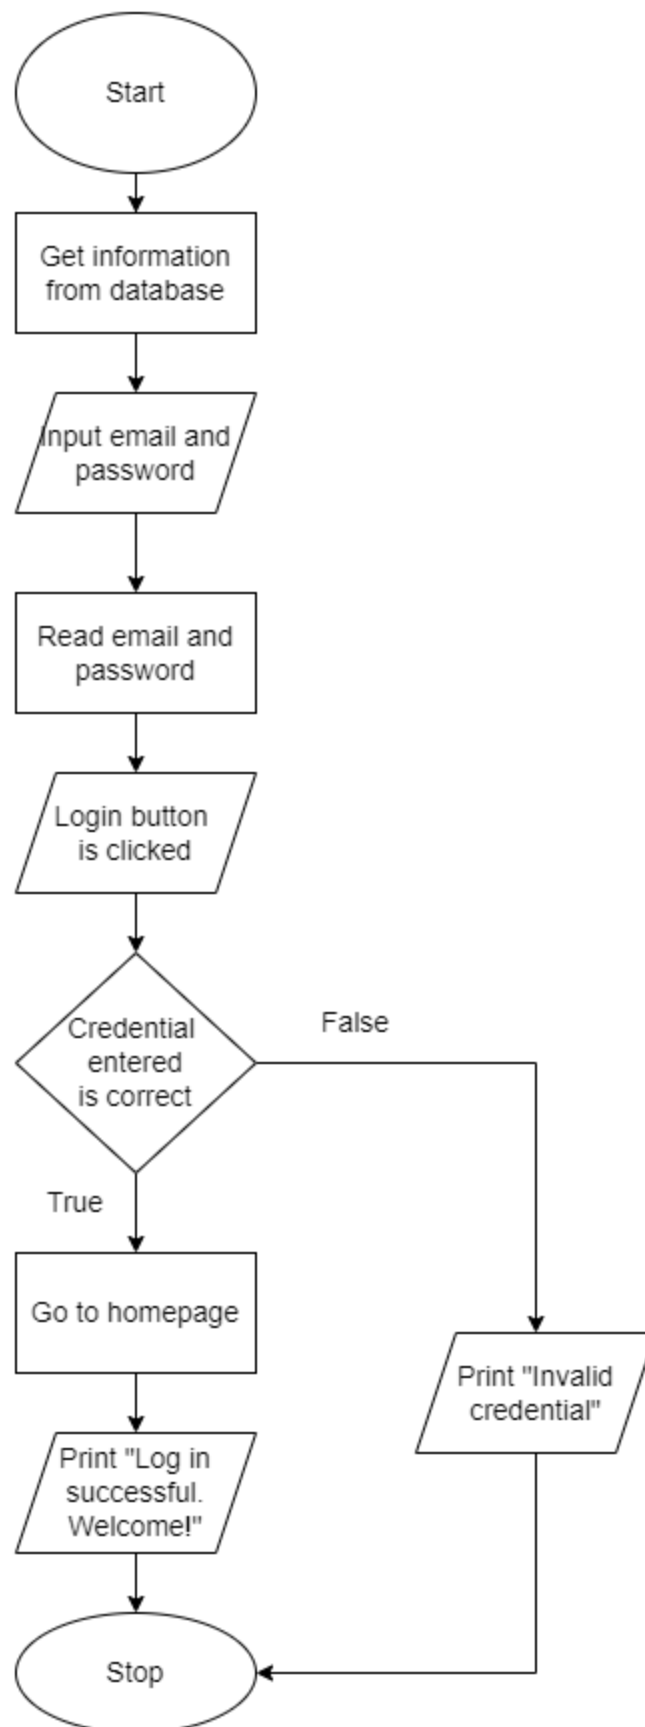 Start
Get information
from database
Input email and
password
Read email and
password
Login button
is clicked
Credential
entered
is correct
False
True
Go to homepage
Print "Invalid
credential"
Print "Log in
successful.
Welcome!"
Stop